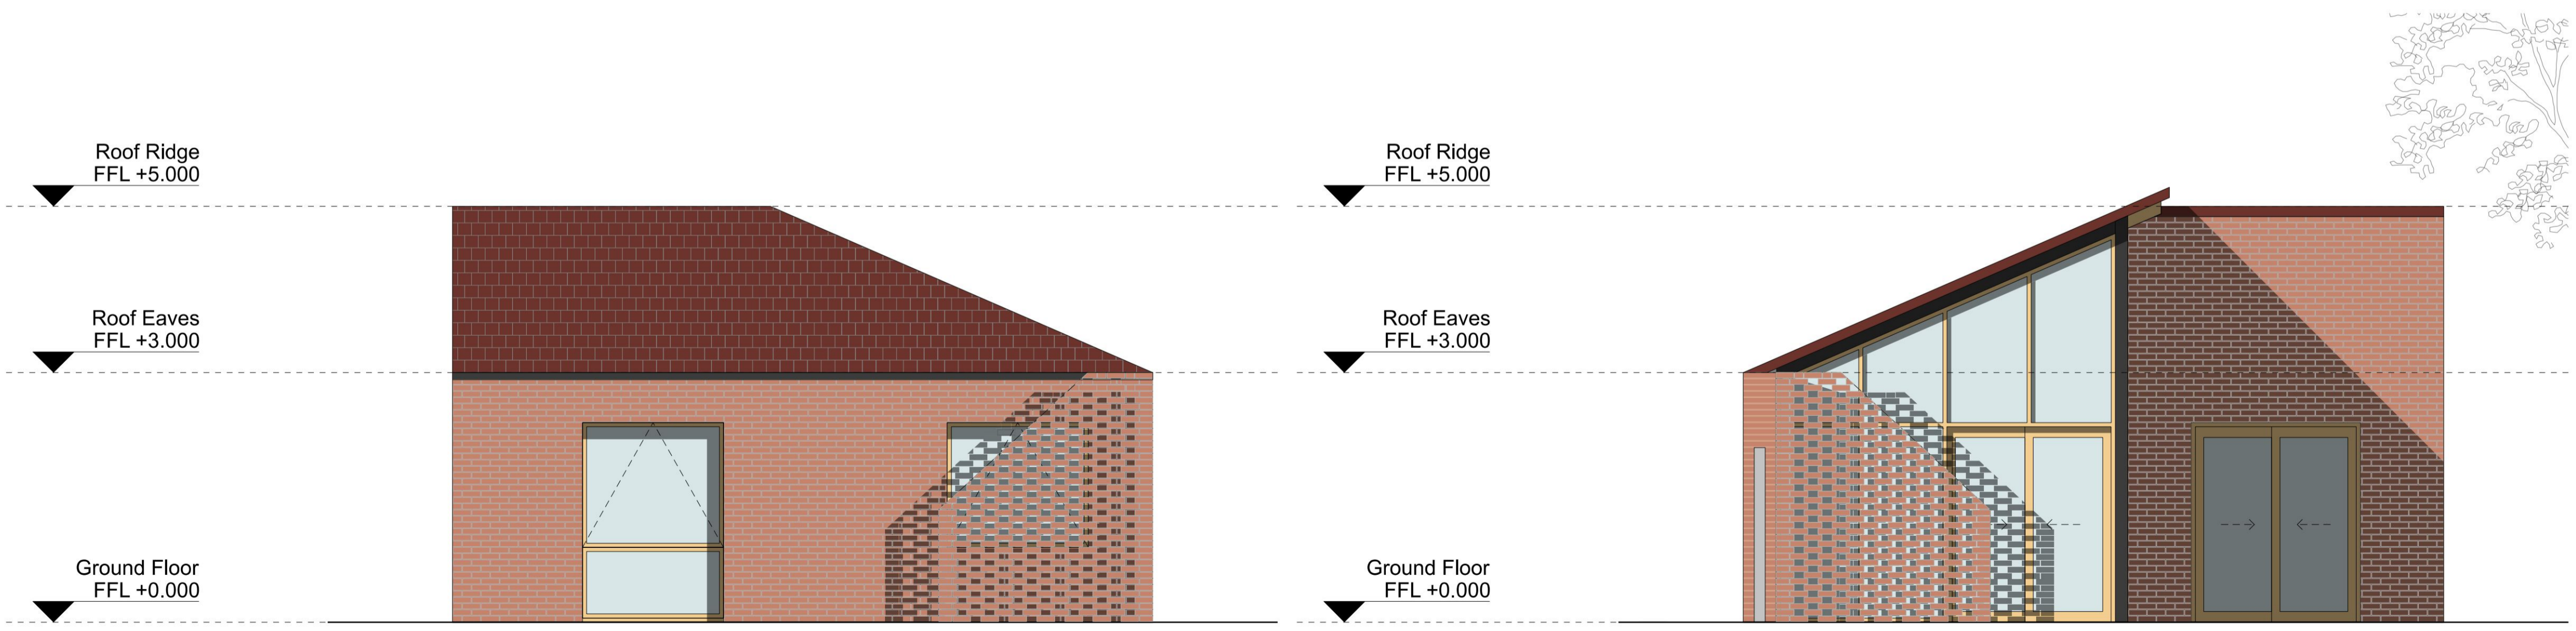 Roof Ridge
FFL +5.000
Roof Eaves
FFL +3.000
Ground Floor
FFL +0.000
Roof Ridge
FFL +5.000
Roof Eaves
FFL +3.000
Ground Floor
FFL +0.000